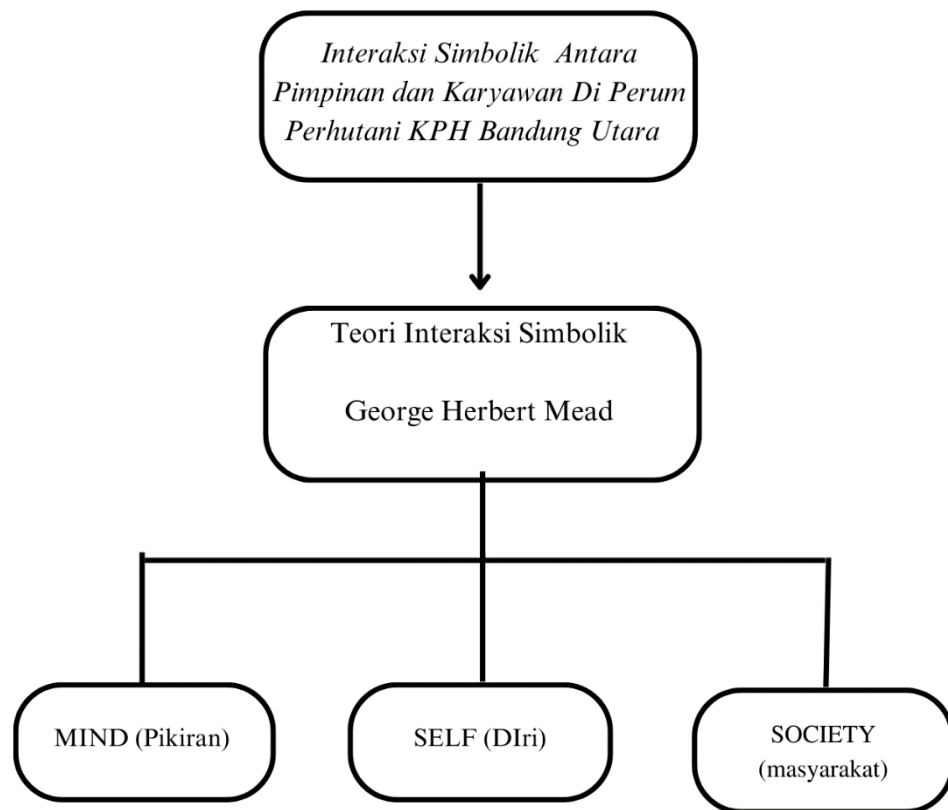 Interaksi Simbolik Antara
Pimpinan dan Karyawan Di Perum
Perhutani KPH Bandung Utara
Teori Interaksi Simbolik
George Herbert Mead
MIND (Pikiran)
SELF (DIri)
SOCIETY
(masyarakat)